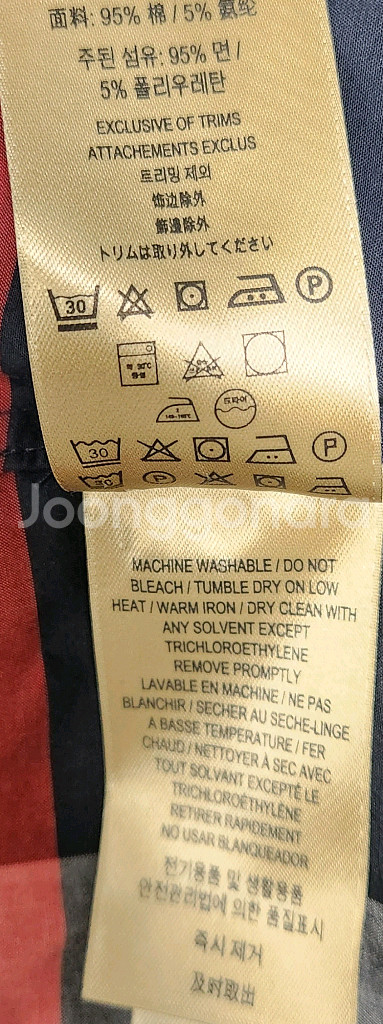 面料: 95% 棉 / 5% 氨纶
주된 섬유: 95% 면 /
5% 폴리우레탄
EXCLUSIVE OF TRIMS
ATTACHEMENTS EXCLUS
트리밍 제외
饰边除外
飾邊除外
トリムは取り外してください
30
P
드라이
30
P
Joonggonara
MACHINE WASHABLE / DO NOT
BLEACH / TUMBLE DRY ON LOW
HEAT / WARM IRON / DRY CLEAN WITH
ANY SOLVENT EXCEPT
TRICHLOROETHYLENE
REMOVE PROMPTLY
LAVABLE EN MACHINE / NE PAS
BLANCHIR / SECHER AU SECHE-LINGE
A BASSE TEMPERATURE / FER
CHAUD / NETTOYER À SEC AVEC
TOUT SOLVANT EXCEPTÉ LE
TRICHLOROÉTHYLÈNE
RETIRER RAPIDEMENT
NO USAR BLANQUEADOR
전기용품 및 생활용품
안전관리법에 의한 품질표시
즉시 제거
及时取出